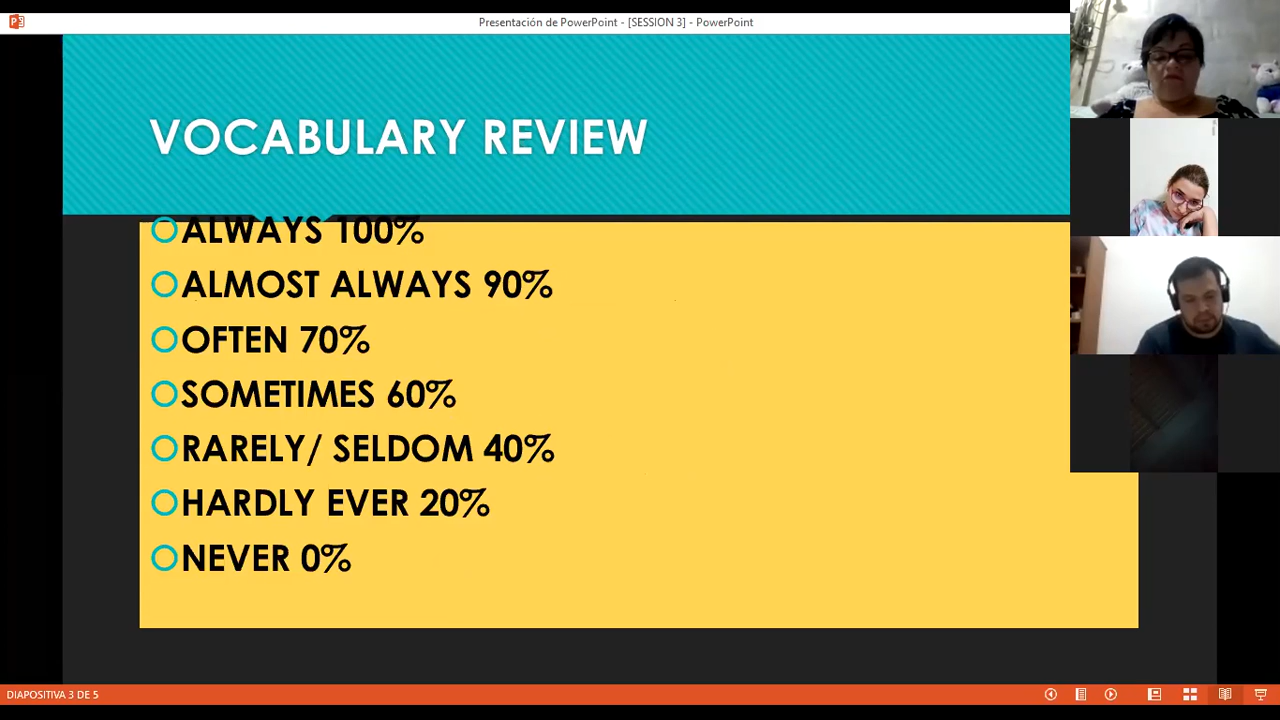 Presentación de PowerPoint - [SESSION 3] - PowerPoint
VOCABULARY REVIEW
ALWAYS 100%
ALMOST ALWAYS 90%
OFTEN 70%
SOMETIMES 60%
RARELY/ SELDOM 40%
HARDLY EVER 20%
NEVER 0%
DIAPOSITIVA 3 DE 5